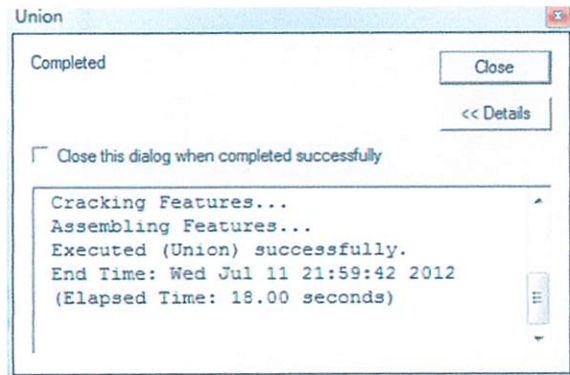 Union
Completed
Close
<< Details
Close this dialog when completed successfully
Cracking Features...
Assembling Features...
Executed (Union) successfully.
End Time: Wed Jul 11 21:59:42 2012
(Elapsed Time: 18.00 seconds)